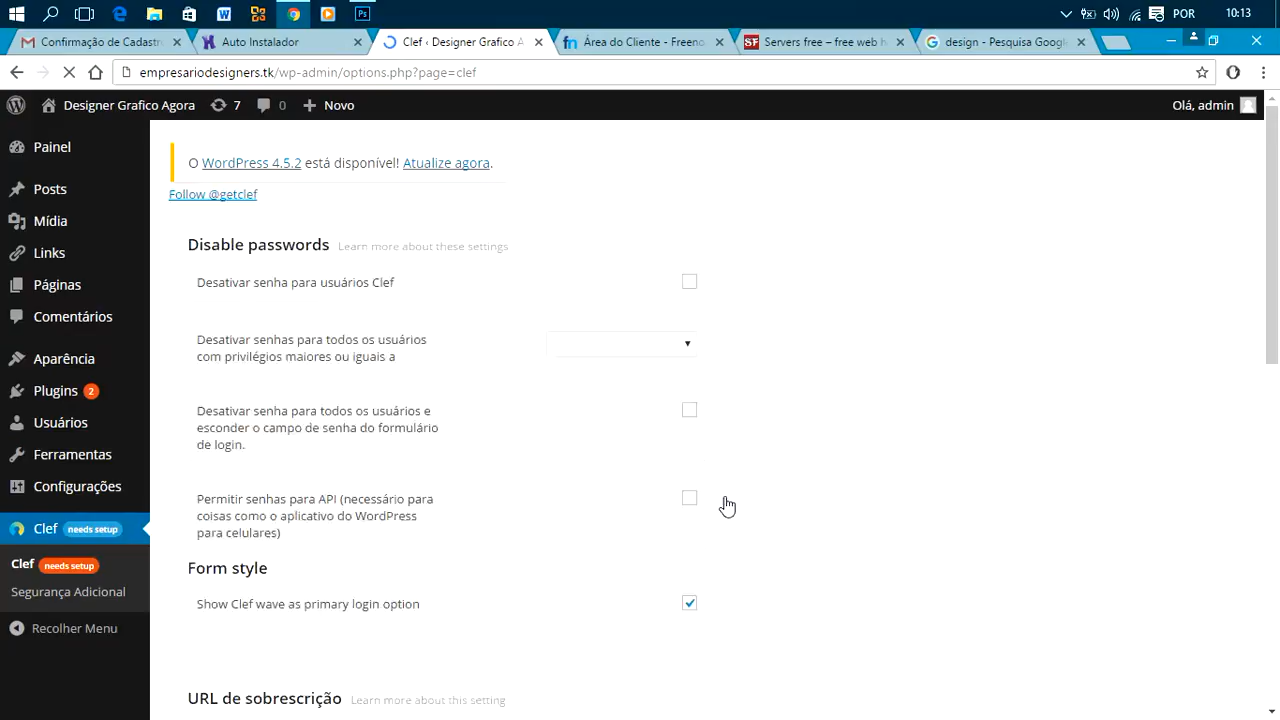 POR
10:13
Confirmação de Cadastr
Auto Instalador
Clef ‹ Designer Grafico A
Área do Cliente - Freeno
Servers free – free web h
design - Pesquisa Googl
empresariodesigners.tk/wp-admin/options.php?page=clef
Designer Grafico Agora
7
0
Novo
Olá, admin
Painel
Posts
Mídia
Links
Páginas
Comentários
Aparência
Plugins 2
Usuários
Ferramentas
Configurações
Clef needs setup
Clef needs setup
Segurança Adicional
Recolher Menu
O WordPress 4.5.2 está disponível! Atualize agora.
Follow @getclef
Disable passwords Learn more about these settings
Desativar senha para usuários Clef
Desativar senhas para todos os usuários
com privilégios maiores ou iguais a
Desativar senha para todos os usuários e
esconder o campo de senha do formulário
de login.
Permitir senhas para API (necessário para
coisas como o aplicativo do WordPress
para celulares)
Form style
Show Clef wave as primary login option
URL de sobrescrição Learn more about this setting